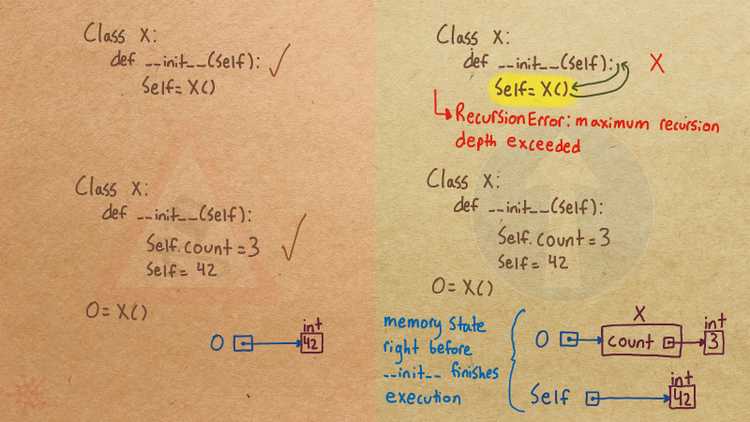 Class X:
def __init__(Self):
Self= X()
Class X:
def __init__(Self):
Self.count = 3
Self= 42
O= X()
O
int
42
Class X:
def __init__(Self):
X
Self= X()
RecursionError: maximum recursion
depth exceeded
Class X:
def __init__(Self):
Self.count = 3
Self= 42
O= X()
memory state
right before
__init__ finishes
execution
O
X
count
int
3
Self
int
42